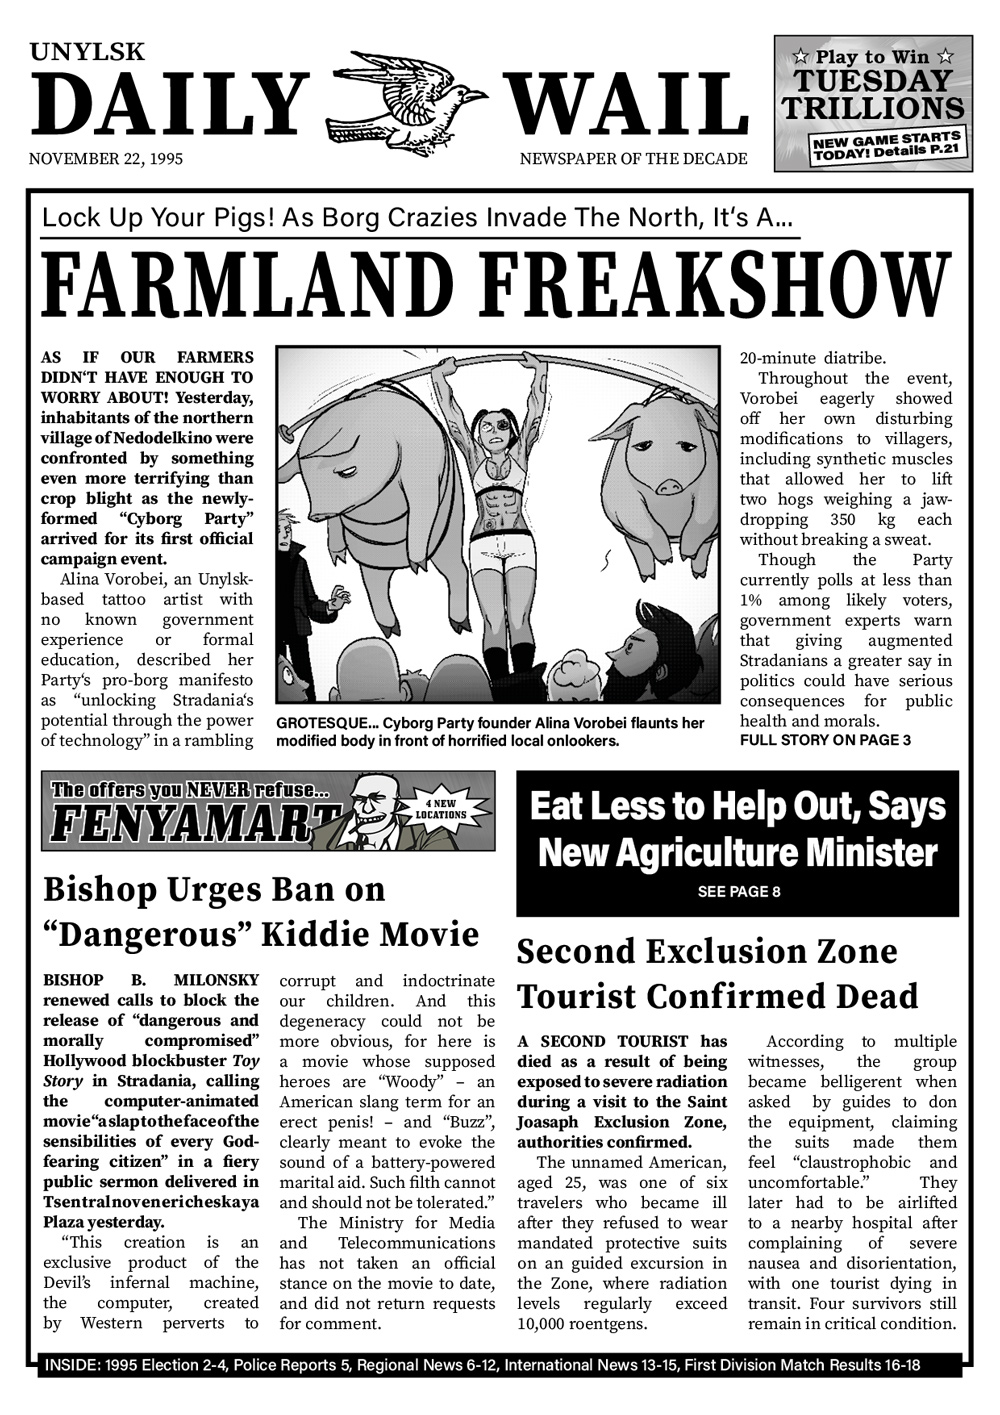 UNYLSK
DAILY WAIL
NOVEMBER 22, 1995
NEWSPAPER OF THE DECADE
☆ Play to Win ☆
TUESDAY
TRILLIONS
NEW GAME STARTS
TODAY! Details P.21
Lock Up Your Pigs! As Borg Crazies Invade The North, It‘s A...
FARMLAND FREAKSHOW
AS IF OUR FARMERS
DIDN‘T HAVE ENOUGH TO
WORRY ABOUT! Yesterday,
inhabitants of the northern
village of Nedodelkino were
confronted by something
even more terrifying than
crop blight as the newly-
formed “Cyborg Party”
arrived for its first official
campaign event.
Alina Vorobei, an Unylsk-
based tattoo artist with
no known government
experience or formal
education, described her
Party‘s pro-borg manifesto
as “unlocking Stradania‘s
potential through the power
of technology” in a rambling
GROTESQUE... Cyborg Party founder Alina Vorobei flaunts her
modified body in front of horrified local onlookers.
20-minute diatribe.
Throughout the event,
Vorobei eagerly showed
off her own disturbing
modifications to villagers,
including synthetic muscles
that allowed her to lift
two hogs weighing a jaw-
dropping 350 kg each
without breaking a sweat.
Though the Party
currently polls at less than
1% among likely voters,
government experts warn
that giving augmented
Stradanians a greater say in
politics could have serious
consequences for public
health and morals.
FULL STORY ON PAGE 3
The offers you NEVER refuse...
FENYAMART
4 NEW
LOCATIONS
Eat Less to Help Out, Says
New Agriculture Minister
SEE PAGE 8
Bishop Urges Ban on
“Dangerous” Kiddie Movie
BISHOP B. MILONSKY
renewed calls to block the
release of “dangerous and
morally compromised”
Hollywood blockbuster Toy
Story in Stradania, calling
the computer-animated
movie “a slap to the face of the
sensibilities of every God-
fearing citizen” in a fiery
public sermon delivered in
Tsentralnovenericheskaya
Plaza yesterday.
“This creation is an
exclusive product of the
Devil’s infernal machine,
the computer, created
by Western perverts to
corrupt and indoctrinate
our children. And this
degeneracy could not be
more obvious, for here is
a movie whose supposed
heroes are “Woody” – an
American slang term for an
erect penis! – and “Buzz”,
clearly meant to evoke the
sound of a battery-powered
marital aid. Such filth cannot
and should not be tolerated.”
The Ministry for Media
and Telecommunications
has not taken an official
stance on the movie to date,
and did not return requests
for comment.
Second Exclusion Zone
Tourist Confirmed Dead
A SECOND TOURIST has
died as a result of being
exposed to severe radiation
during a visit to the Saint
Joasaph Exclusion Zone,
authorities confirmed.
The unnamed American,
aged 25, was one of six
travelers who became ill
after they refused to wear
mandated protective suits
on an guided excursion in
the Zone, where radiation
levels regularly exceed
10,000 roentgens.
According to multiple
witnesses, the group
became belligerent when
asked by guides to don
the equipment, claiming
the suits made them
feel “claustrophobic and
uncomfortable.” They
later had to be airlifted
to a nearby hospital after
complaining of severe
nausea and disorientation,
with one tourist dying in
transit. Four survivors still
remain in critical condition.
INSIDE: 1995 Election 2-4, Police Reports 5, Regional News 6-12, International News 13-15, First Division Match Results 16-18